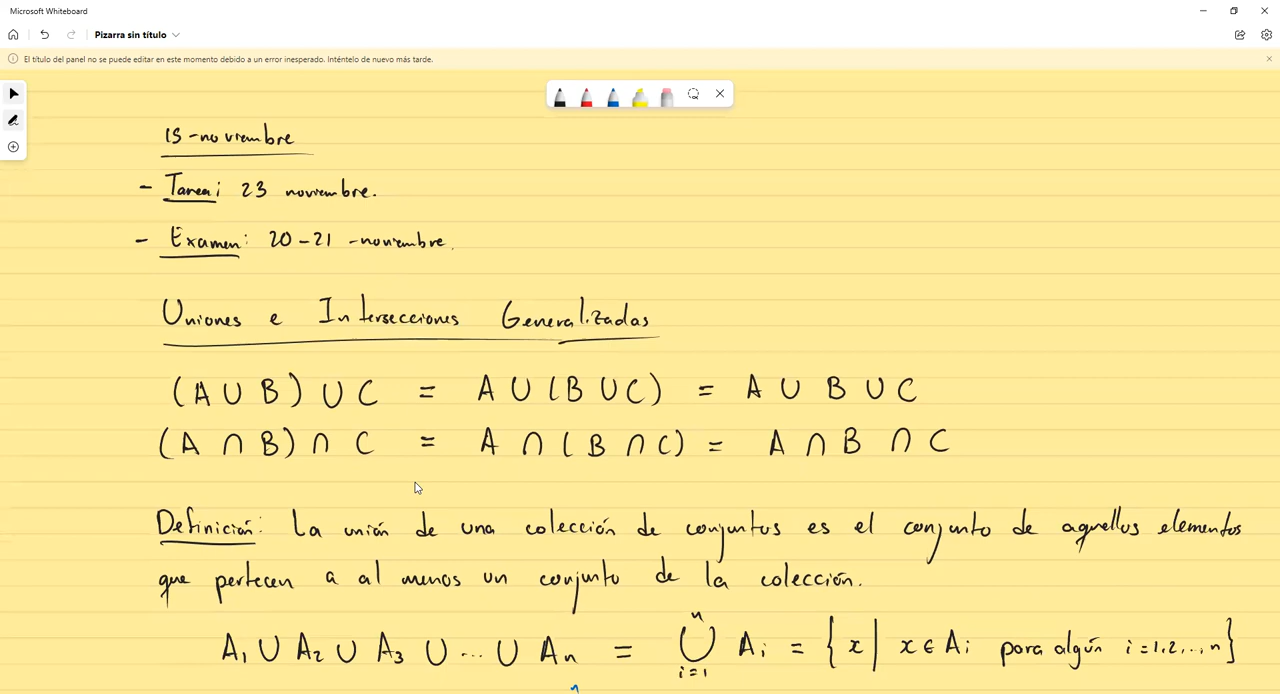 Microsoft Whiteboard
Pizarra sin título
El título del panel no se puede editar en este momento debido a un error inesperado. Inténtelo de nuevo más tarde.
15 - noviembre
- Tarea: 23 noviembre.
- Examen: 20 - 21 - noviembre.
Uniones e Intersecciones Generalizadas
(A ∪ B) ∪ C = A ∪ (B ∪ C) = A ∪ B ∪ C
(A ∩ B) ∩ C = A ∩ (B ∩ C) = A ∩ B ∩ C
Definición: La unión de una colección de conjuntos es el conjunto de aquellos elementos
que pertecen a al menos un conjunto de la colección.
A₁ ∪ A₂ ∪ A₃ ∪ ... ∪ Aₙ = ⋃ⁿᵢ₌₁ Aᵢ = { x | x ∈ Aᵢ para algún i = 1,2,..,n }